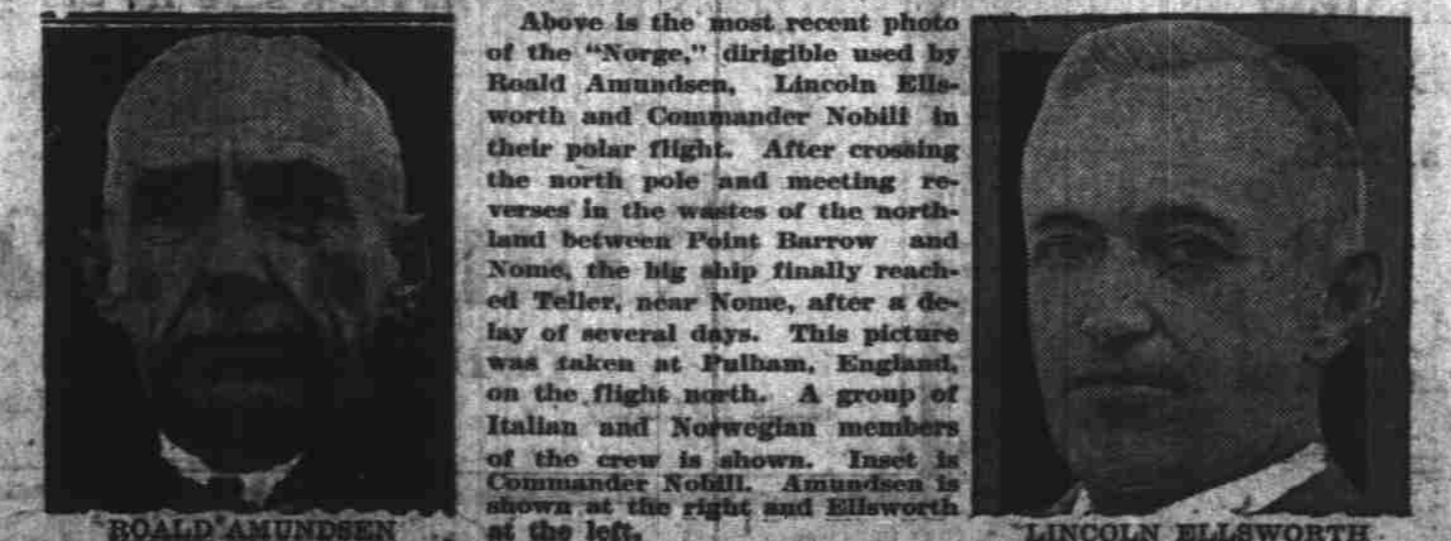 Above is the most recent photo
of the "Norge," dirigible used by
Roald Amundsen, Lincoln Ells-
worth and Commander Nobili in
their polar flight. After crossing
the north pole and meeting re-
verses in the wastes of the north-
land between Point Barrow and
Nome, the big ship finally reach-
ed Teller, near Nome, after a de-
lay of several days. This picture
was taken at Pulham, England,
on the flight north. A group of
Italian and Norwegian members
of the crew is shown. Inset is
Commander Nobili. Amundsen is
shown at the right and Ellsworth
at the left.
ROALD AMUNDSEN
LINCOLN ELLSWORTH